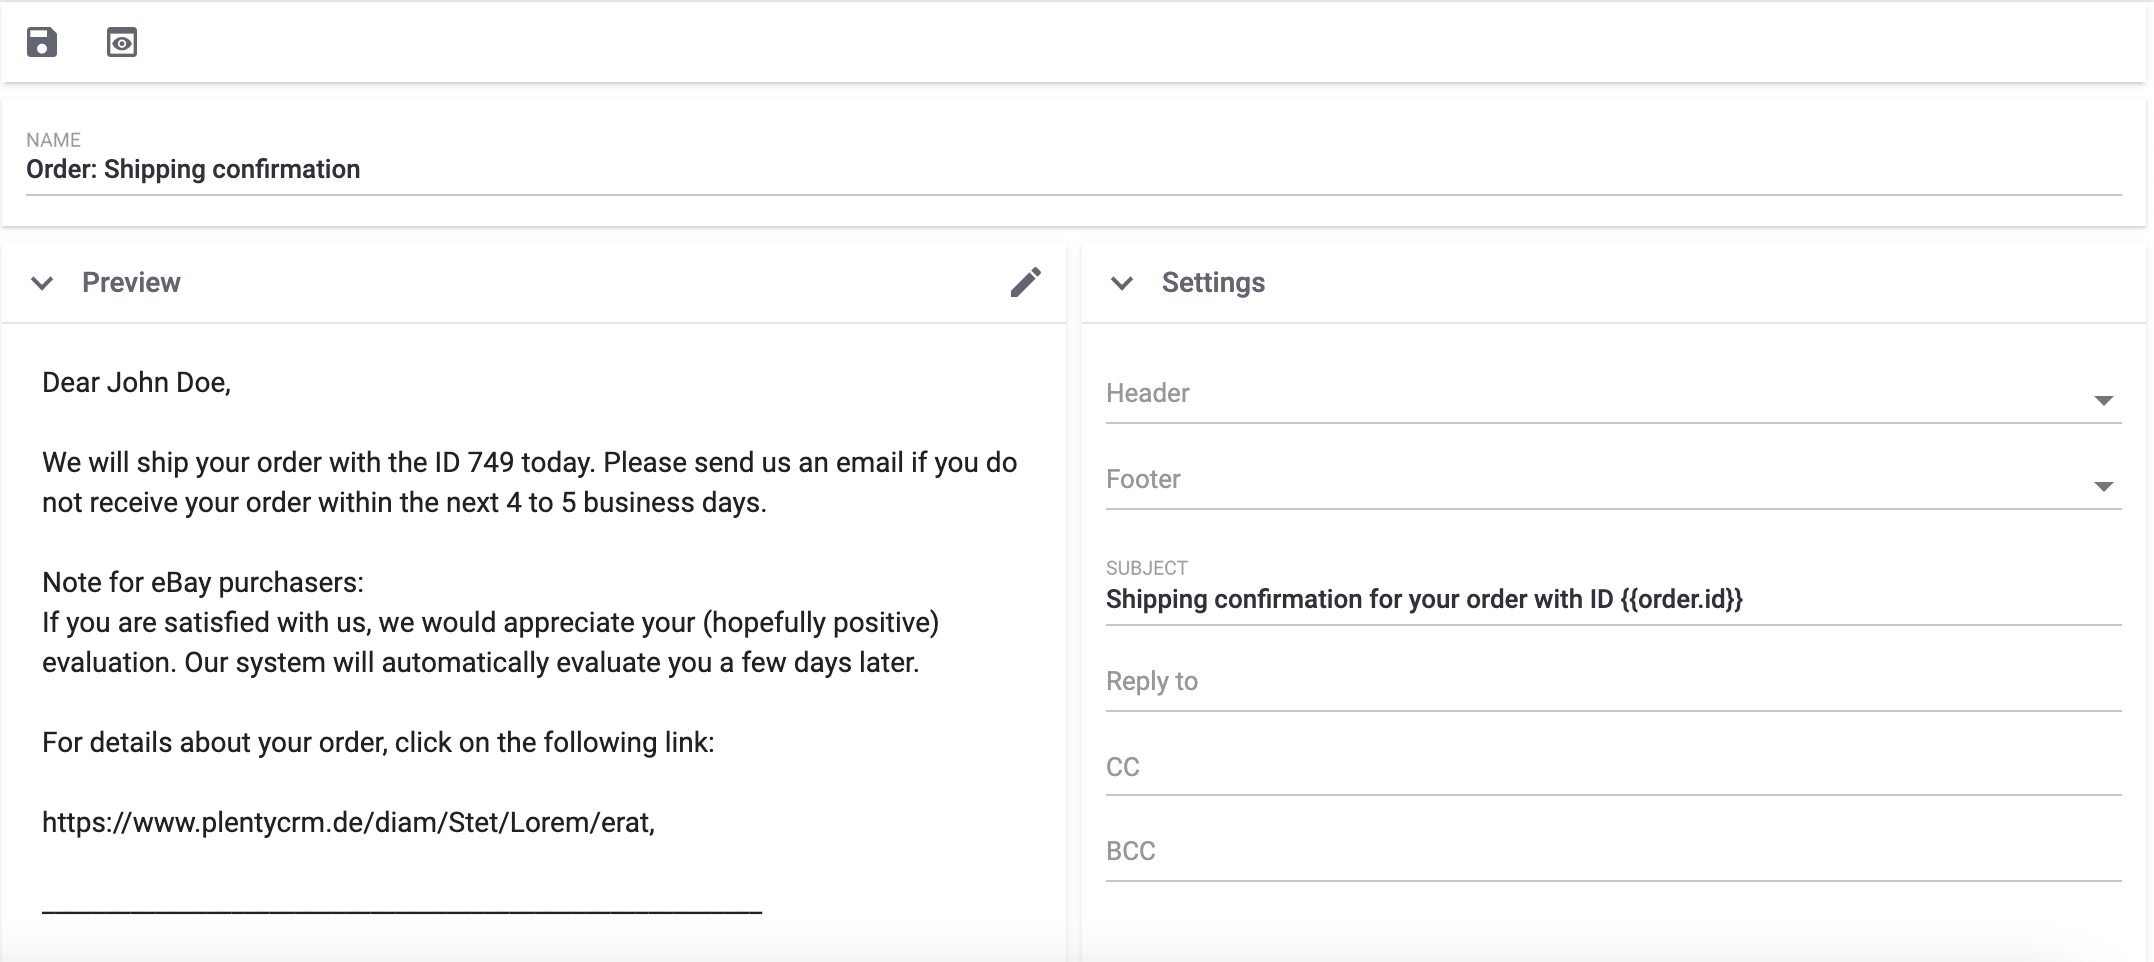 NAME
Order: Shipping confirmation
Preview
Dear John Doe,
We will ship your order with the ID 749 today. Please send us an email if you do
not receive your order within the next 4 to 5 business days.
Note for eBay purchasers:
If you are satisfied with us, we would appreciate your (hopefully positive)
evaluation. Our system will automatically evaluate you a few days later.
For details about your order, click on the following link:
https://www.plentycrm.de/diam/Stet/Lorem/erat,
Settings
Header
Footer
SUBJECT
Shipping confirmation for your order with ID {{order.id}}
Reply to
CC
BCC